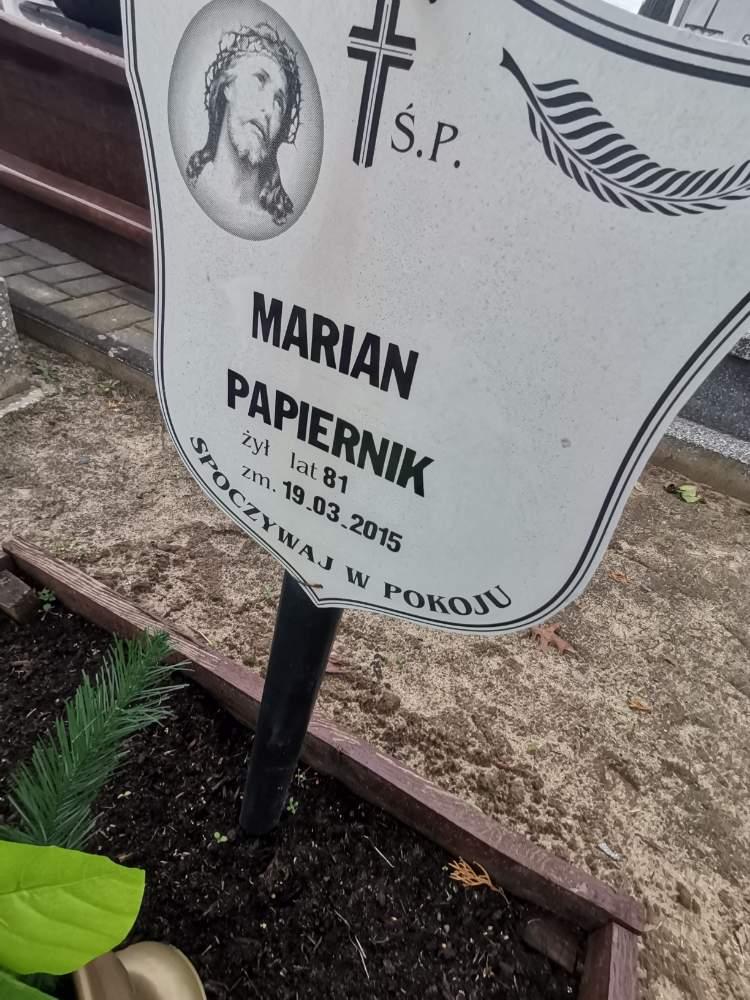 Ś.P.
MARIAN
PAPIERNIK
żył lat 81
zm. 19.03.2015
SPOCZYWAJ W POKOJU